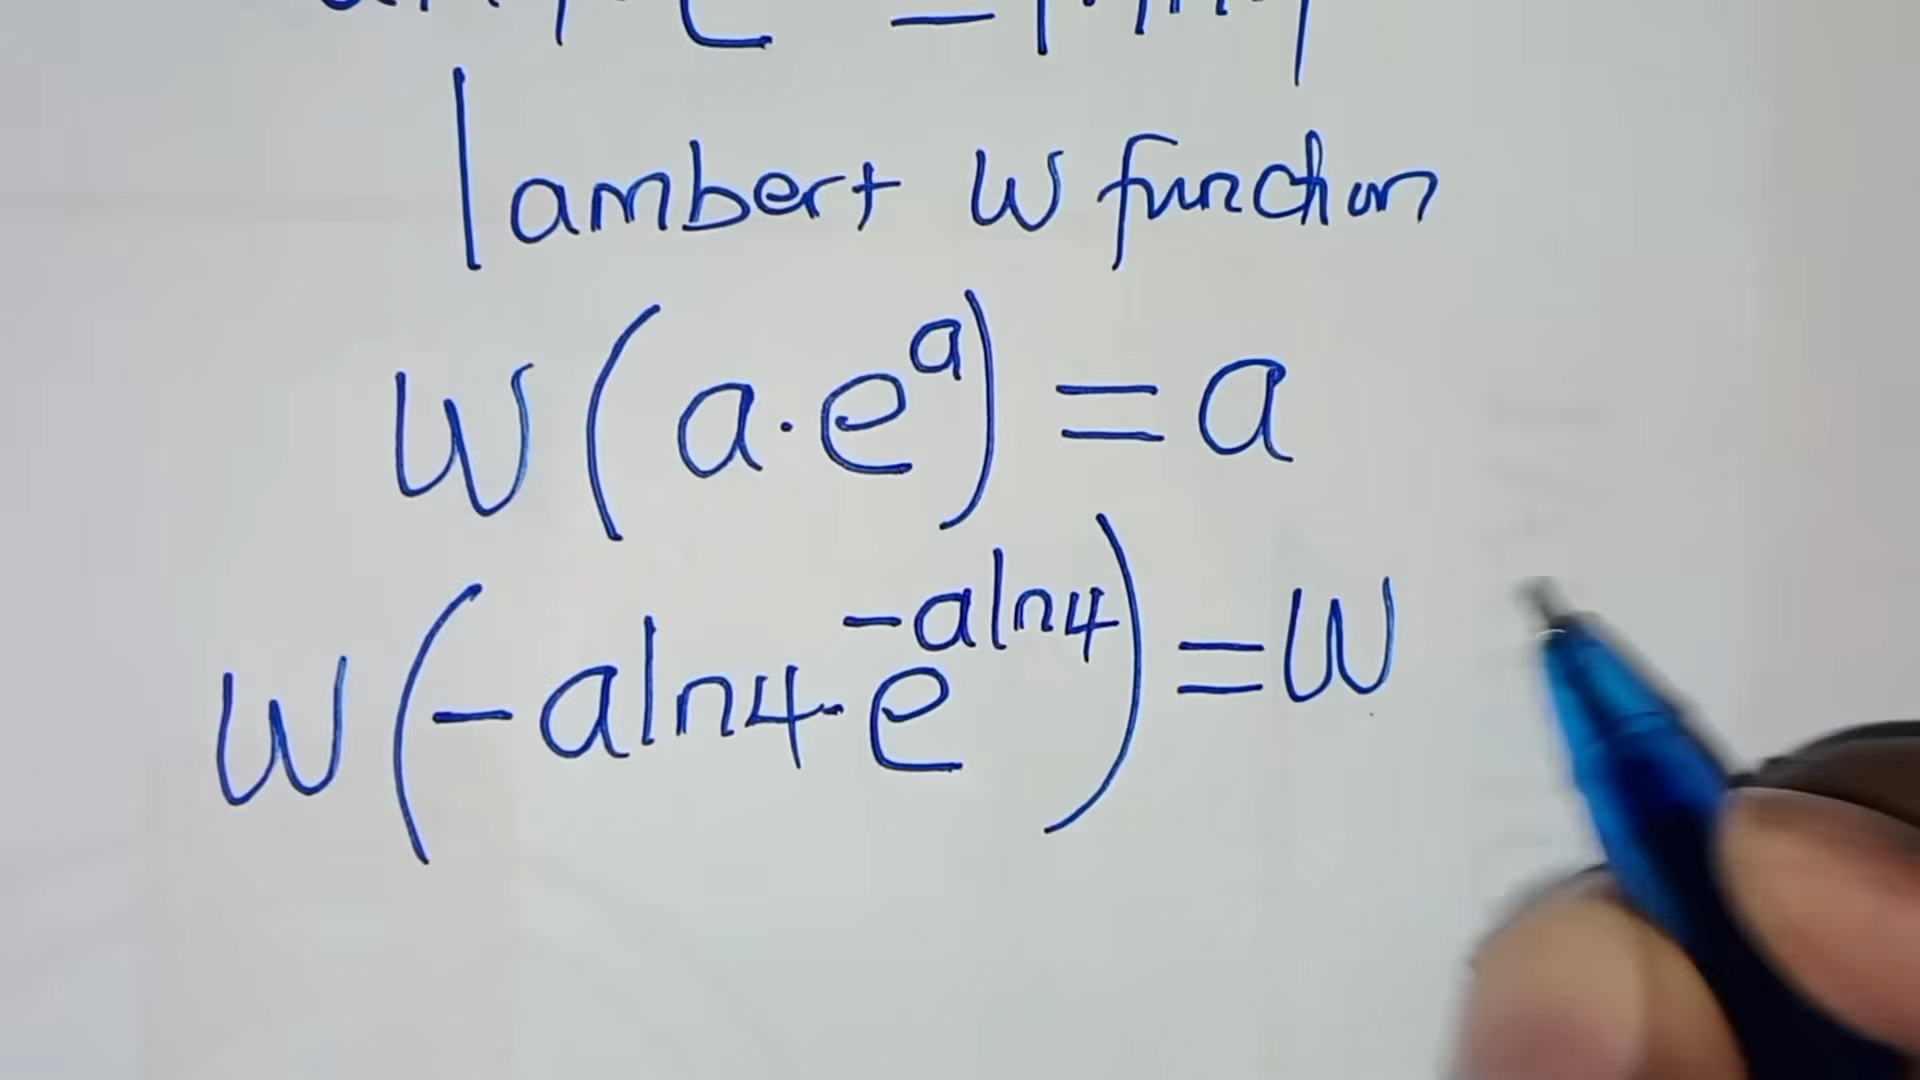 lambert W function
W(a·e^a) = a
W(-aln4·e^-aln4) = W